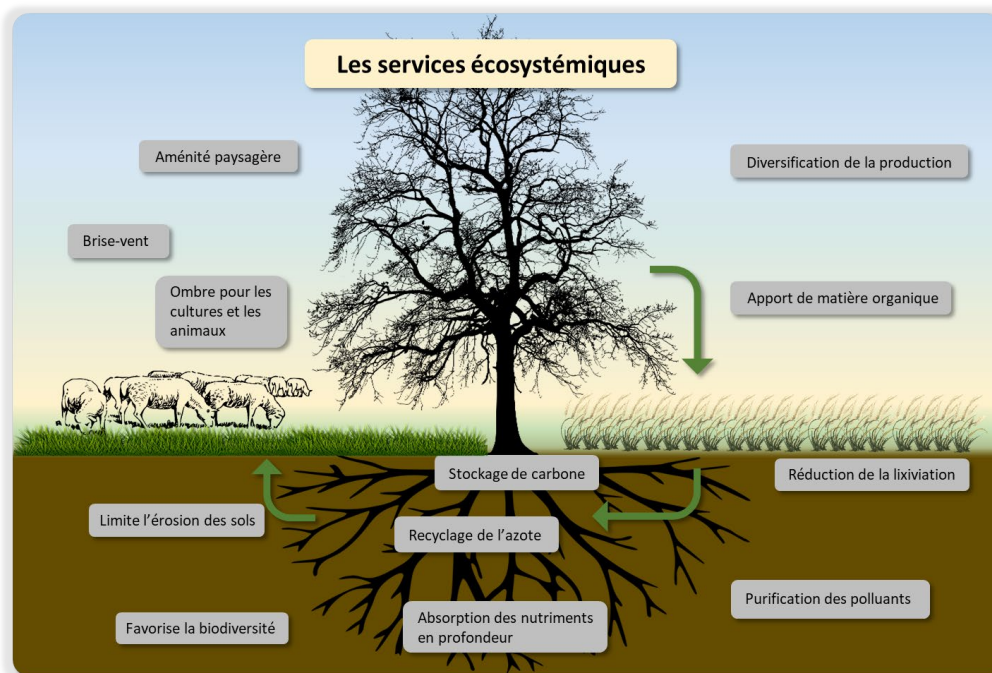 Les services écosystémiques
Aménité paysagère
Diversification de la production
Brise-vent
Ombre pour les
cultures et les
animaux
Apport de matière organique
Stockage de carbone
Réduction de la lixiviation
Limite l’érosion des sols
Recyclage de l’azote
Purification des polluants
Favorise la biodiversité
Absorption des nutriments
en profondeur